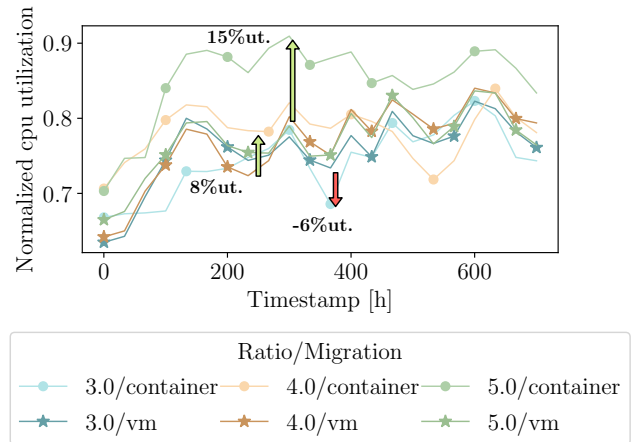 15%ut.
0.9
0.8
0.7
Normalized cpu utilization
8%ut.
-6%ut.
0 200 400 600
Timestamp [h]
Ratio/Migration
3.0/container 4.0/container 5.0/container
3.0/vm 4.0/vm 5.0/vm